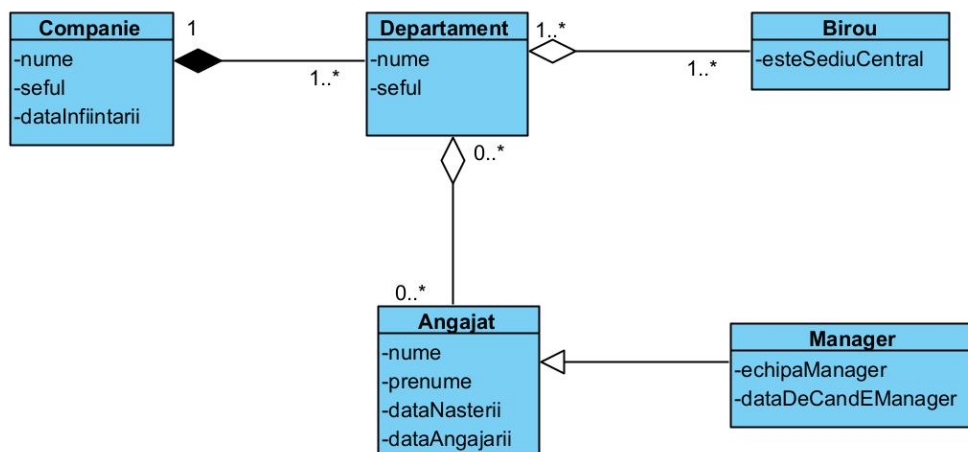 Companie
-nume
-seful
-dataInfiintarii
1
1..*
Departament
-nume
-seful
1..*
1..*
Birou
-esteSediuCentral
0..*
0..*
Angajat
-nume
-prenume
-dataNasterii
-dataAngajarii
Manager
-echipaManager
-dataDeCandEManager